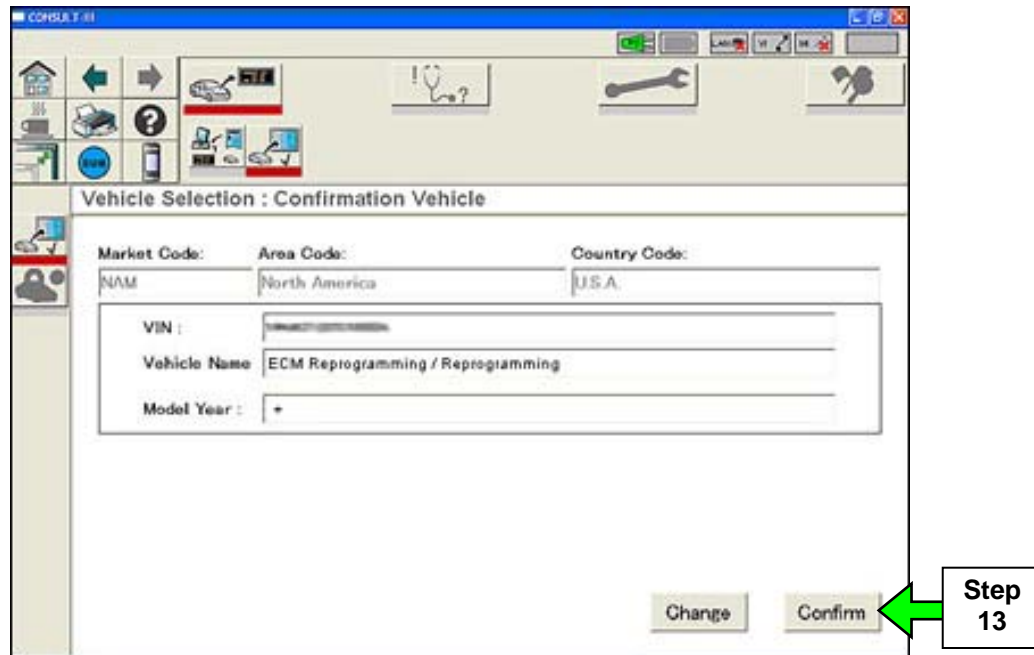 CONSULT-III
Vehicle Selection : Confirmation Vehicle
Market Code: Area Code: Country Code:
NAM North America U.S.A.
VIN :
Vehicle Name ECM Reprogramming / Reprogramming
Model Year : +
Change Confirm
Step
13